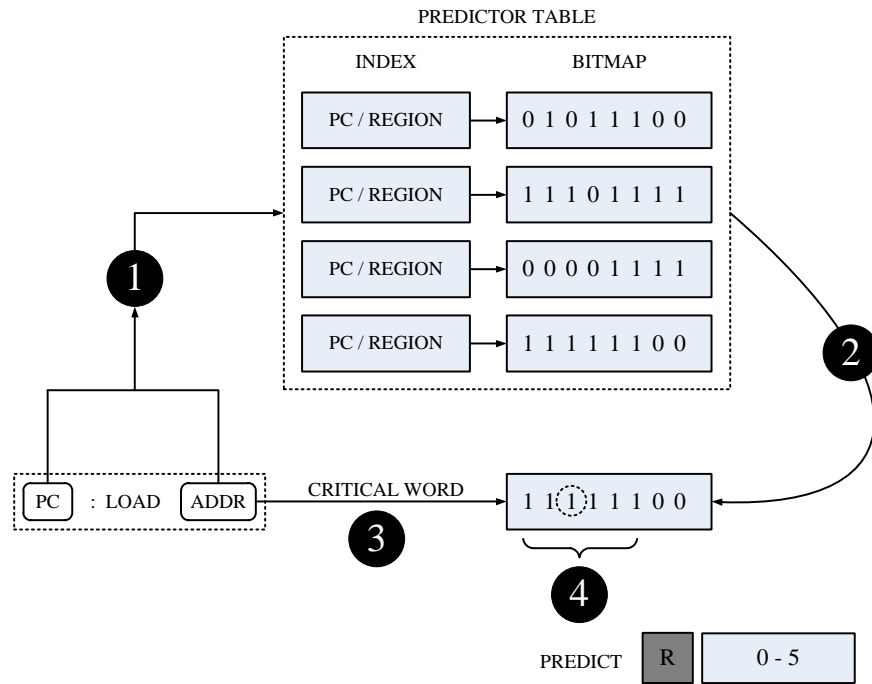 PREDICTOR TABLE
INDEX BITMAP
PC / REGION 0 1 0 1 1 1 0 0
PC / REGION 1 1 1 0 1 1 1 1
1
PC / REGION 0 0 0 0 1 1 1 1
PC / REGION 1 1 1 1 1 1 0 0
2
PC : LOAD ADDR CRITICAL WORD 1 1 1 1 1 1 0 0
3
4
PREDICT R 0 - 5